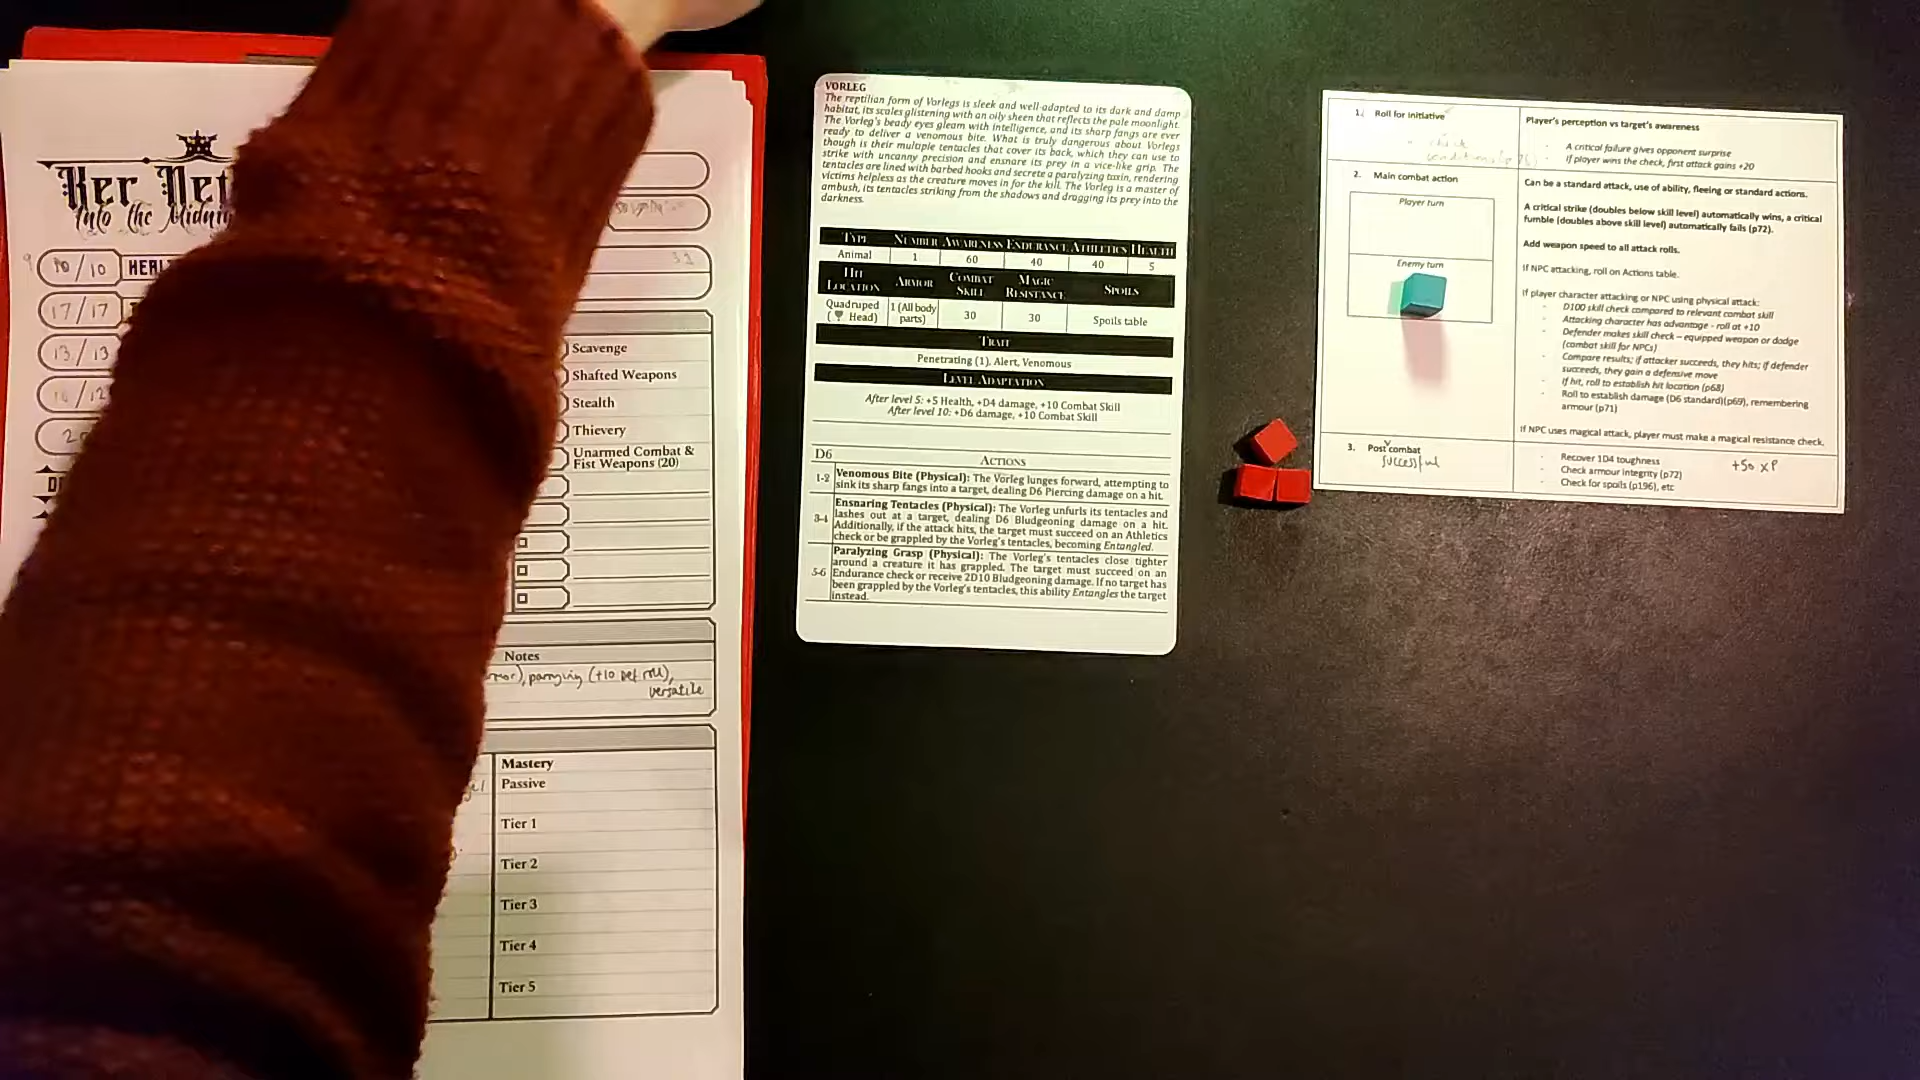 Ker Net
Into the Midnig
10/10 HEAL
17/17
13/13
Scavenge
Shafted Weapons
Stealth
Thievery
Unarmed Combat &
Fist Weapons (20)
Notes
parrying (+10 def roll),
versatile
Mastery
Passive
Tier 1
Tier 2
Tier 3
Tier 4
Tier 5
VORLEG
The reptilian form of Vorlegs is sleek and well-adapted to its dark and damp
habitat, its scales glistening with an oily sheen that reflects the pale moonlight.
The Vorleg's beady eyes gleam with intelligence, and its sharp fangs are ever
ready to deliver a venomous bite. What is truly dangerous about Vorlegs
though is their multiple tentacles that cover its back, which they can use to
strike with uncanny precision and ensnare its prey in a vice-like grip. The
tentacles are lined with barbed hooks and secrete a paralyzing toxin, rendering
victims helpless as the creature moves in for the kill. The Vorleg is a master of
ambush, its tentacles striking from the shadows and dragging its prey into the
darkness.
TYPE NUMBER AWARENESS ENDURANCE ATHLETICS HEALTH
Animal 1 60 40 40 5
HIT LOCATION ARMOR COMBAT SKILL MAGIC RESISTANCE SPOILS
Quadruped (♥ Head) 1 (All body parts) 30 30 Spoils table
TRAIT
Penetrating (1), Alert, Venomous
LEVEL ADAPTATION
After level 5: +5 Health, +D4 damage, +10 Combat Skill
After level 10: +D6 damage, +10 Combat Skill
D6 ACTIONS
1-2 Venomous Bite (Physical): The Vorleg lunges forward, attempting to
sink its sharp fangs into a target, dealing D6 Piercing damage on a hit.
3-4 Ensnaring Tentacles (Physical): The Vorleg unfurls its tentacles and
lashes out at a target, dealing D6 Bludgeoning damage on a hit.
Additionally, if the attack hits, the target must succeed on an Athletics
check or be grappled by the Vorleg's tentacles, becoming Entangled.
5-6 Paralyzing Grasp (Physical): The Vorleg's tentacles close tighter
around a creature it has grappled. The target must succeed on an
Endurance check or receive 2D10 Bludgeoning damage. If no target has
been grappled by the Vorleg's tentacles, this ability Entangles the target
instead.
1. Roll for initiative
check
conditions
Player's perception vs target's awareness
- A critical failure gives opponent surprise
- If player wins the check, first attack gains +20
2. Main combat action
Player turn
Enemy turn
Can be a standard attack, use of ability, fleeing or standard actions.
A critical strike (doubles below skill level) automatically wins, a critical
fumble (doubles above skill level) automatically fails (p72).
Add weapon speed to all attack rolls.
If NPC attacking, roll on Actions table.
If player character attacking or NPC using physical attack:
- D100 skill check compared to relevant combat skill
- Attacking character has advantage - roll at +10
- Defender makes skill check – equipped weapon or dodge
(combat skill for NPCs)
- Compare results; if attacker succeeds, they hits; if defender
succeeds, they gain a defensive move
- If hit, roll to establish hit location (p68)
- Roll to establish damage (D6 standard)(p69), remembering
armour (p71)
If NPC uses magical attack, player must make a magical resistance check.
3. Post combat
successful
- Recover 1D4 toughness
- Check armour integrity (p72)
- Check for spoils (p196), etc
+50 XP